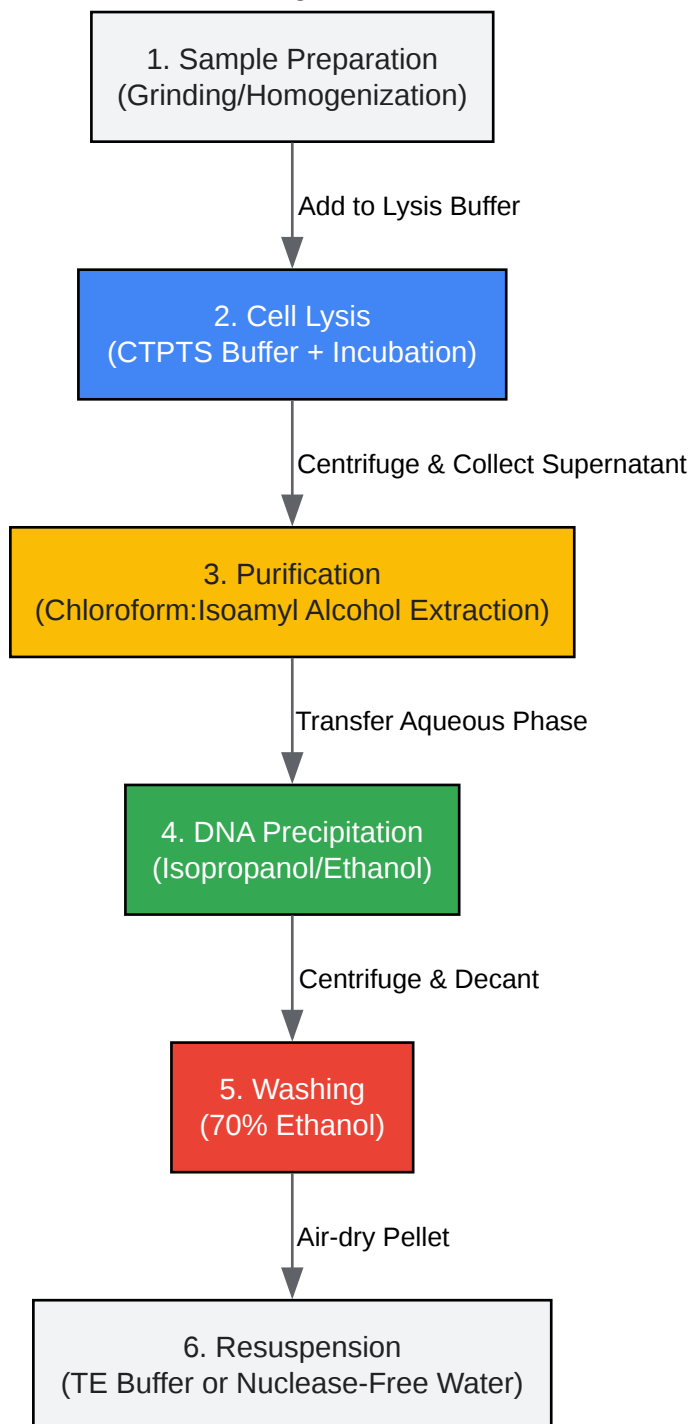 1. Sample Preparation
(Grinding/Homogenization)
Add to Lysis Buffer
2. Cell Lysis
(CTPTS Buffer + Incubation)
Centrifuge & Collect Supernatant
3. Purification
(Chloroform:Isoamyl Alcohol Extraction)
Transfer Aqueous Phase
4. DNA Precipitation
(Isopropanol/Ethanol)
Centrifuge & Decant
5. Washing
(70% Ethanol)
Air-dry Pellet
6. Resuspension
(TE Buffer or Nuclease-Free Water)